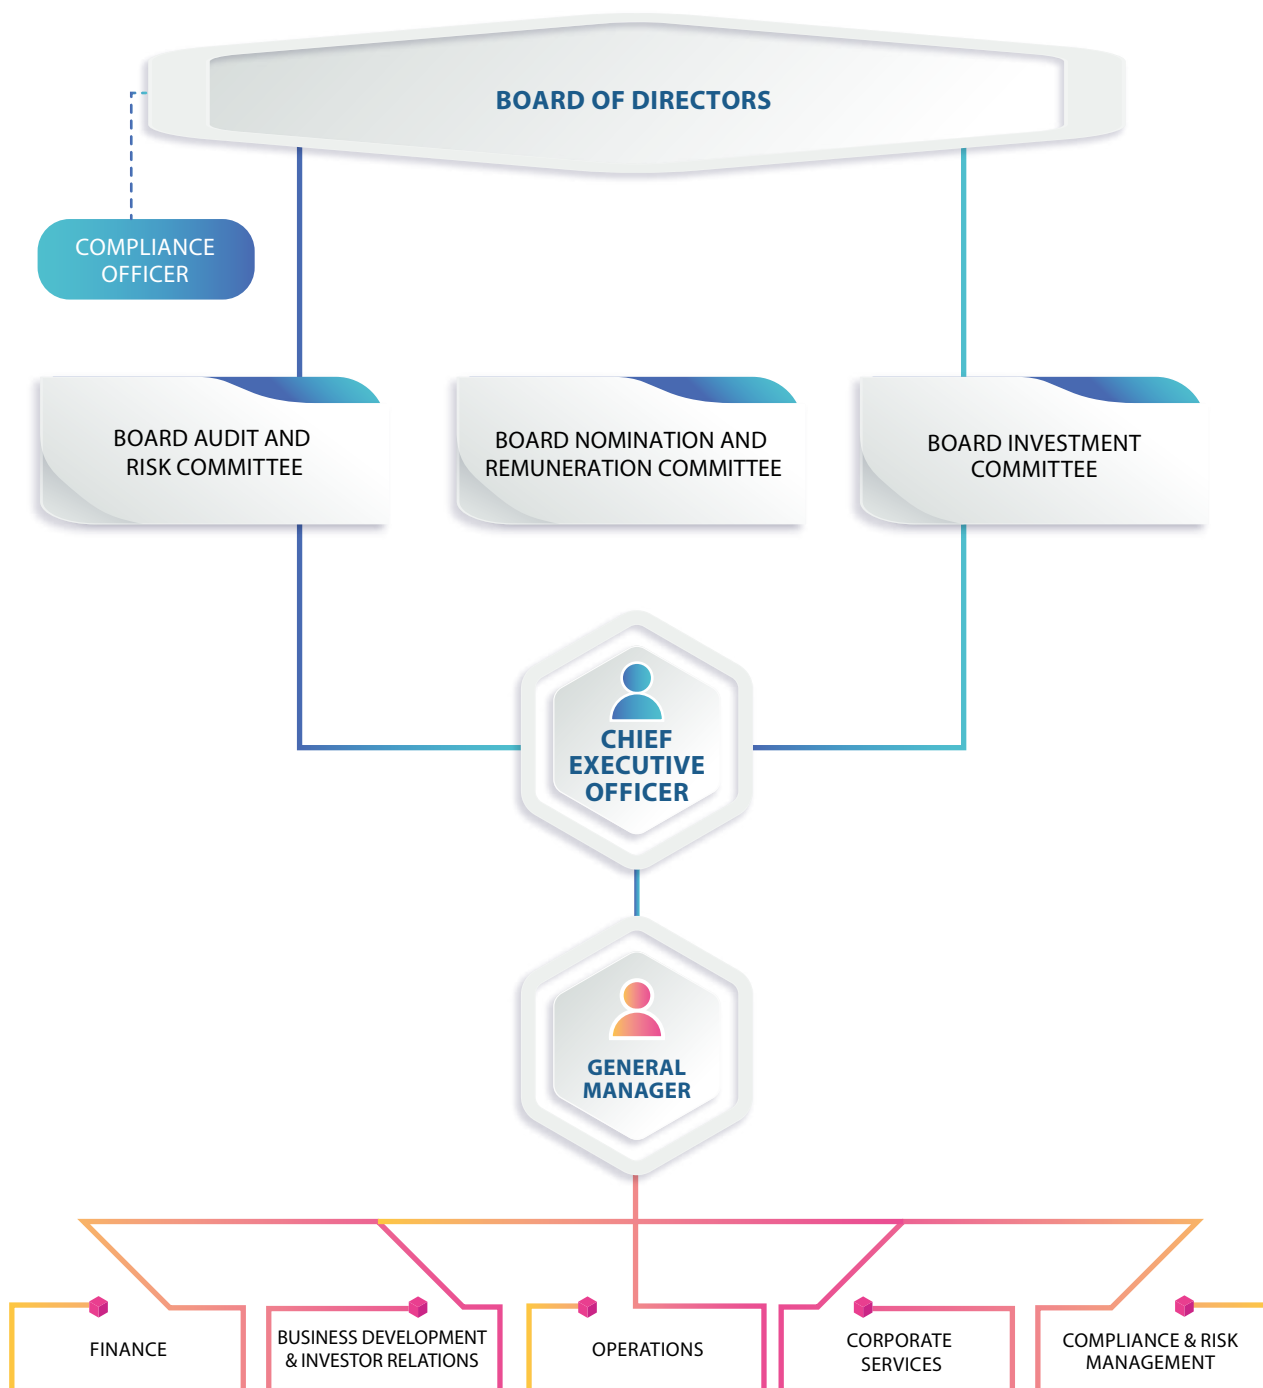 BOARD OF DIRECTORS
COMPLIANCE
OFFICER
BOARD AUDIT AND
RISK COMMITTEE
BOARD NOMINATION AND
REMUNERATION COMMITTEE
BOARD INVESTMENT
COMMITTEE
CHIEF
EXECUTIVE
OFFICER
GENERAL
MANAGER
FINANCE
BUSINESS DEVELOPMENT
& INVESTOR RELATIONS
OPERATIONS
CORPORATE
SERVICES
COMPLIANCE & RISK
MANAGEMENT